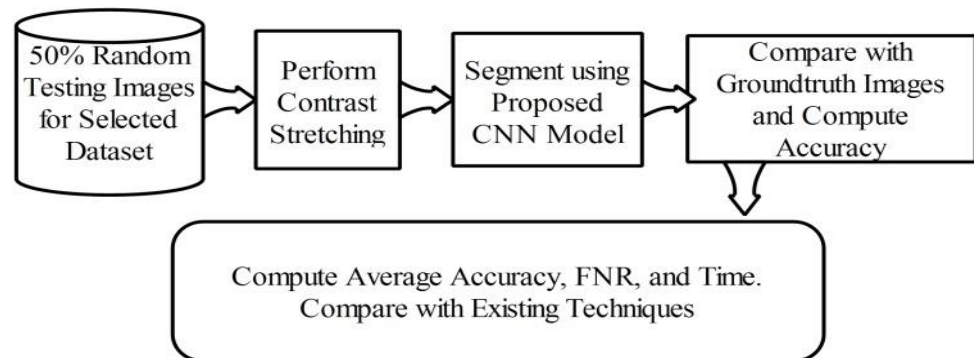 50% Random
Testing Images
for Selected
Dataset
Perform
Contrast
Stretching
Segment using
Proposed
CNN Model
Compare with
Groundtruth Images
and Compute
Accuracy
Compute Average Accuracy, FNR, and Time.
Compare with Existing Techniques